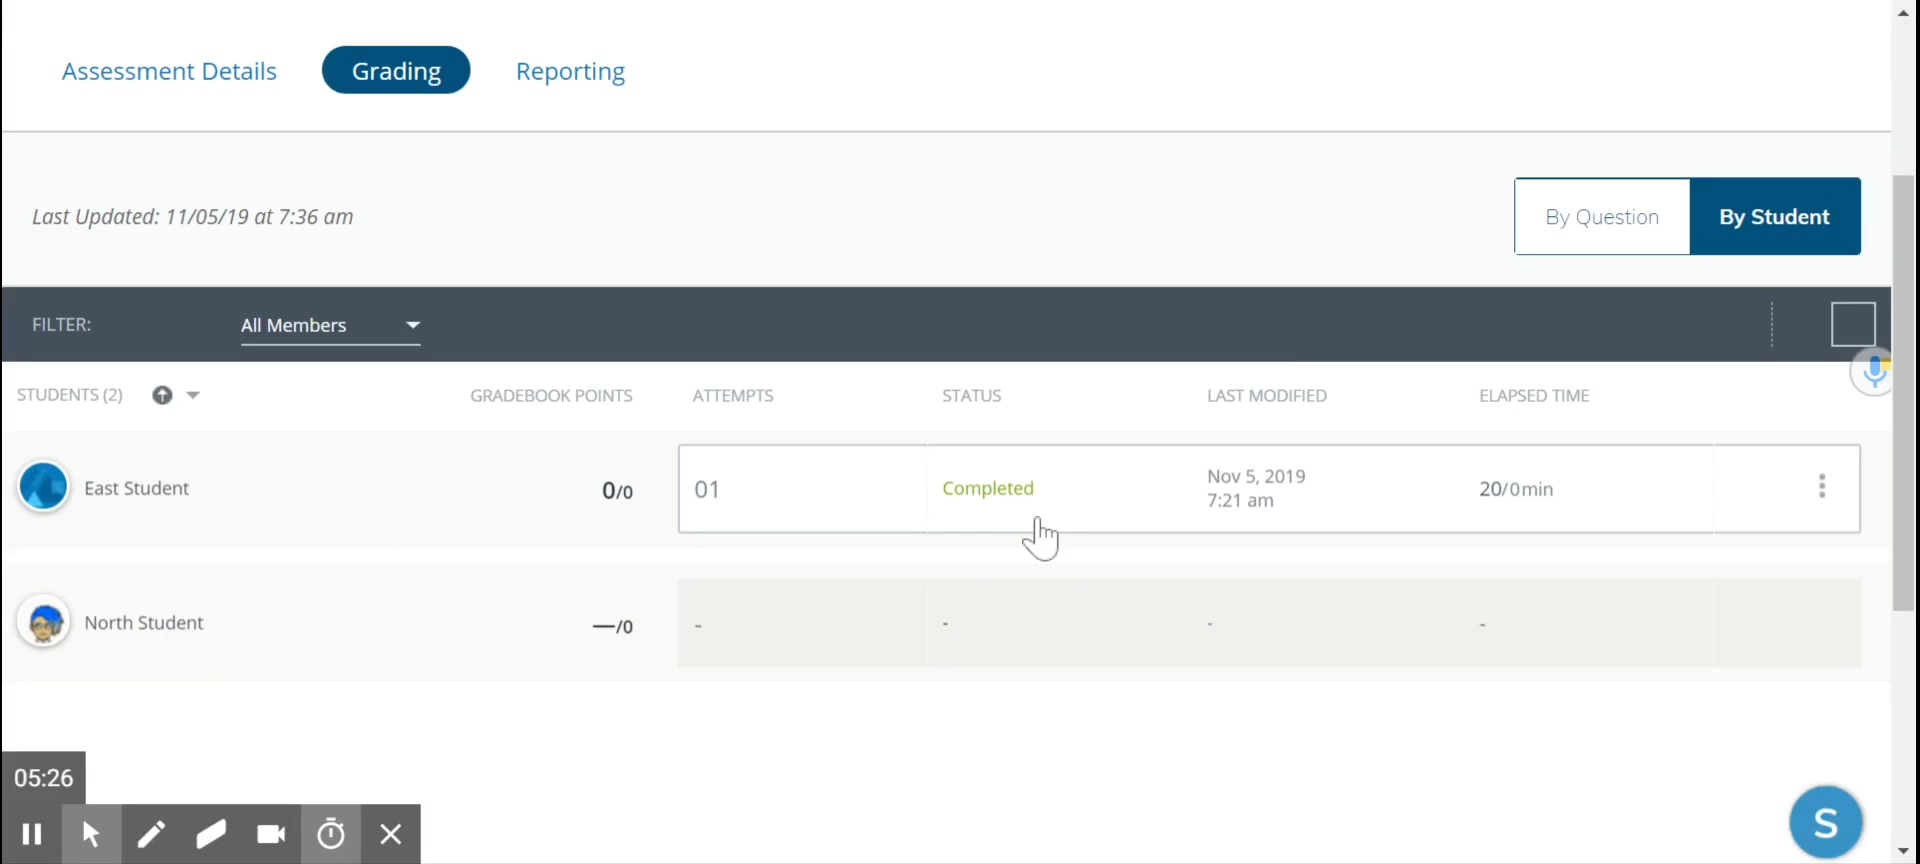 Assessment Details Grading Reporting
Last Updated: 11/05/19 at 7:36 am
By Question By Student
FILTER: All Members
STUDENTS (2) GRADEBOOK POINTS ATTEMPTS STATUS LAST MODIFIED ELAPSED TIME
East Student 0/0 01 Completed Nov 5, 2019 20/0min
7:21 am
North Student —/0 - - - -
05:26
S